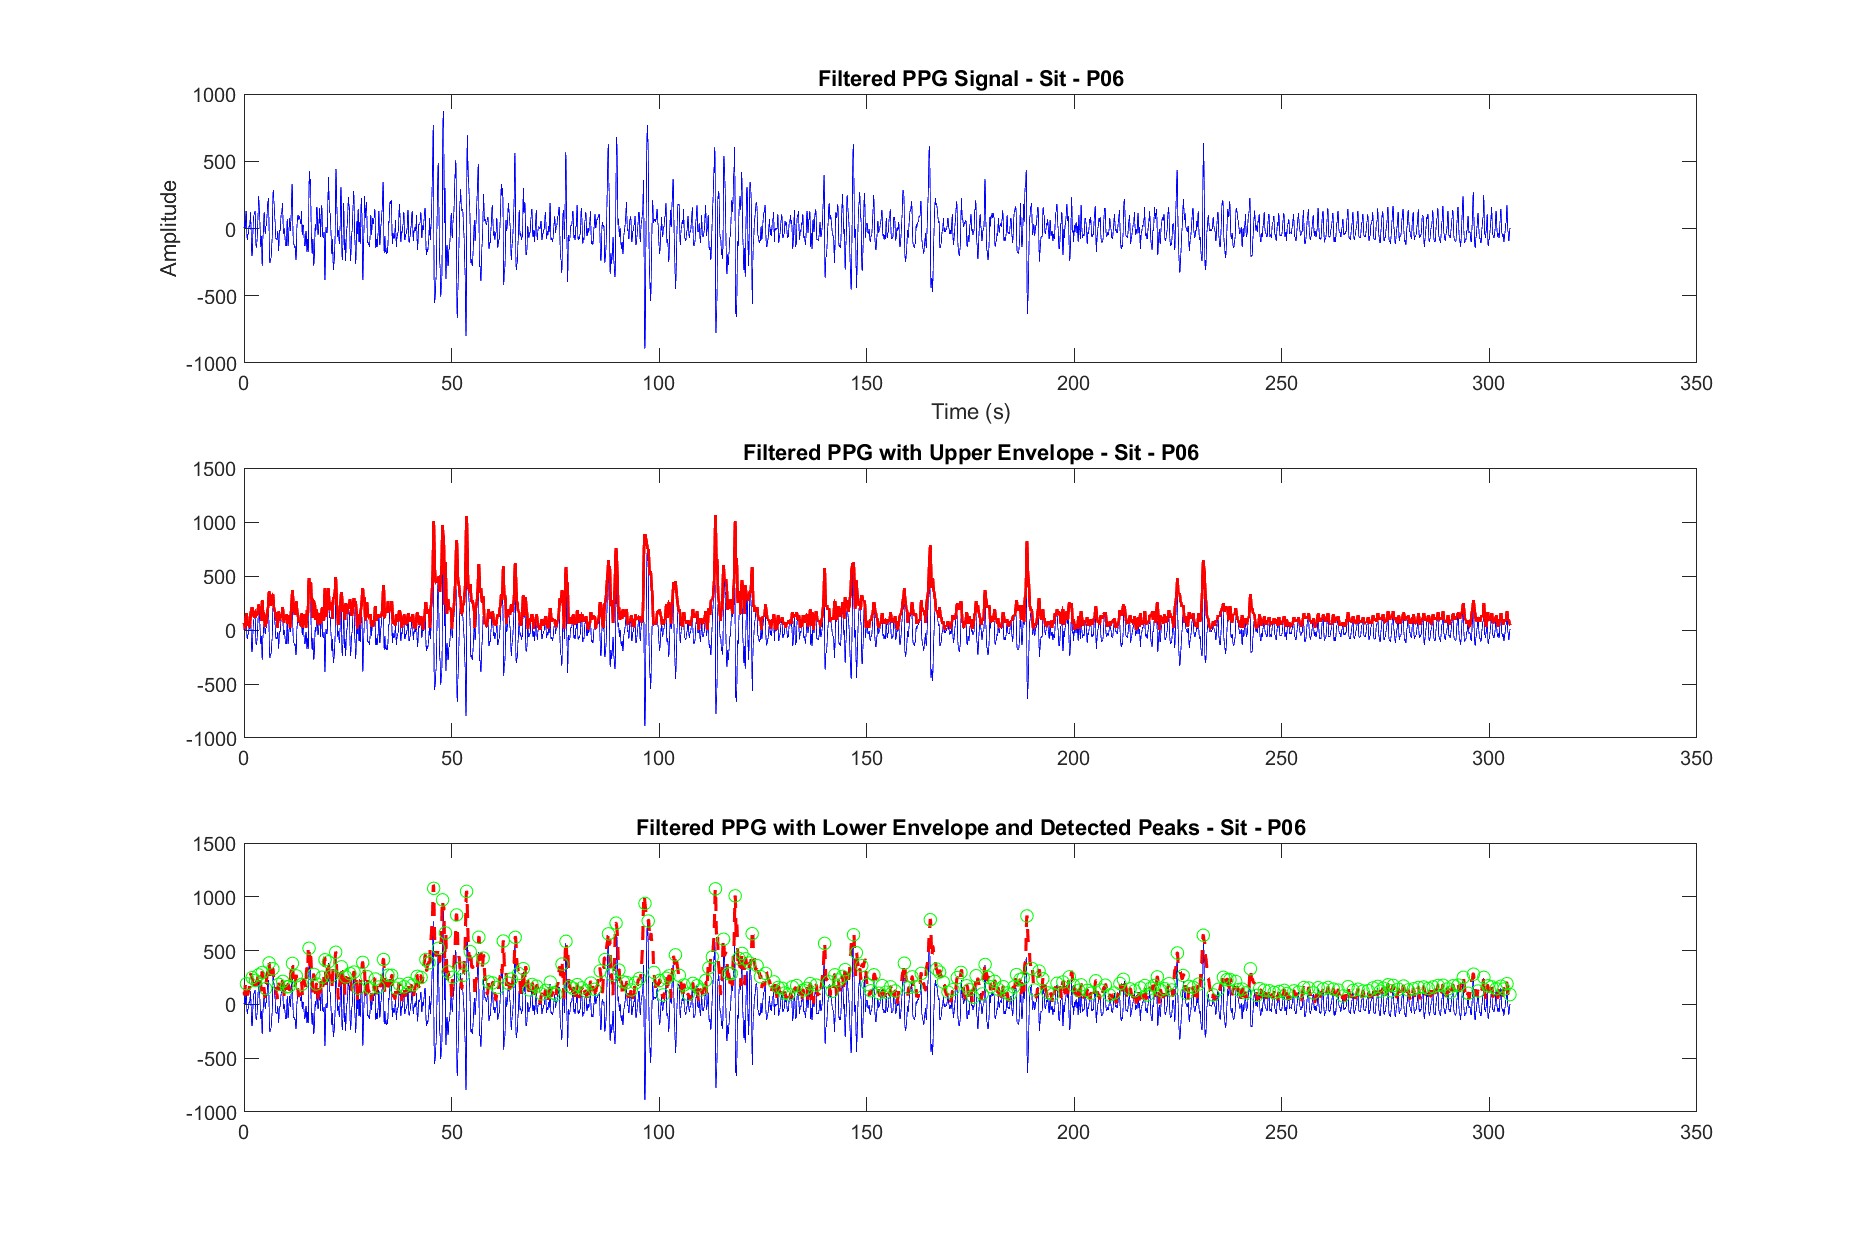 Filtered PPG Signal - Sit - P06
1000
500
0
-500
-1000
Amplitude
0 50 100 150 200 250 300 350
Time (s)
Filtered PPG with Upper Envelope - Sit - P06
1500
1000
500
0
-500
-1000
0 50 100 150 200 250 300 350
Filtered PPG with Lower Envelope and Detected Peaks - Sit - P06
1500
1000
500
0
-500
-1000
0 50 100 150 200 250 300 350